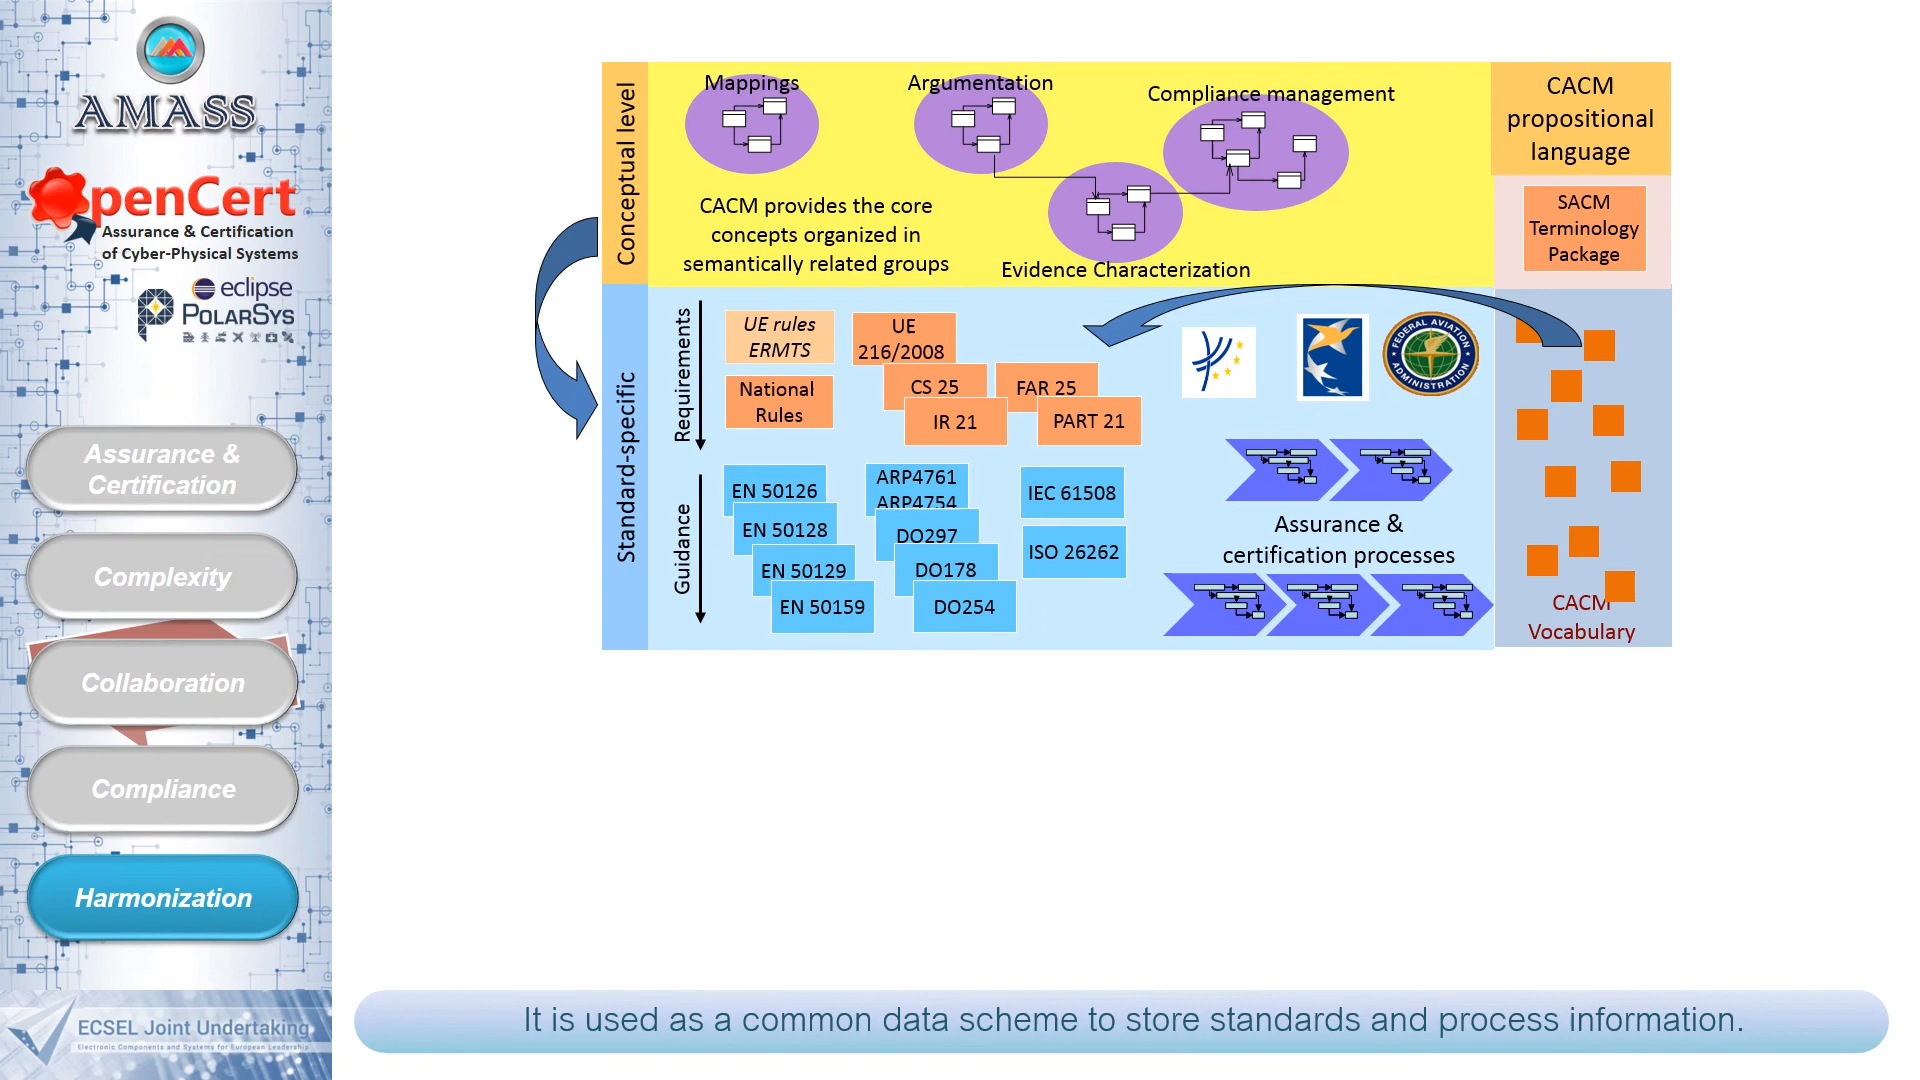 AMASS
penCert
Assurance & Certification
of Cyber-Physical Systems
eclipse
POLARSYS
Assurance &
Certification
Complexity
Collaboration
Compliance
Harmonization
ECSEL Joint Undertaking
Electronic Components and Systems for European Leadership
Conceptual level
Mappings
Argumentation
Compliance management
CACM provides the core
concepts organized in
semantically related groups
Evidence Characterization
CACM
propositional
language
SACM
Terminology
Package
Standard-specific
Requirements
UE rules
ERMTS
National
Rules
UE
216/2008
CS 25
IR 21
FAR 25
PART 21
FEDERAL AVIATION
ADMINISTRATION
Guidance
EN 50126
EN 50128
EN 50129
EN 50159
ARP4761
ARP4754
DO297
DO178
DO254
IEC 61508
ISO 26262
Assurance &
certification processes
CACM
Vocabulary
It is used as a common data scheme to store standards and process information.